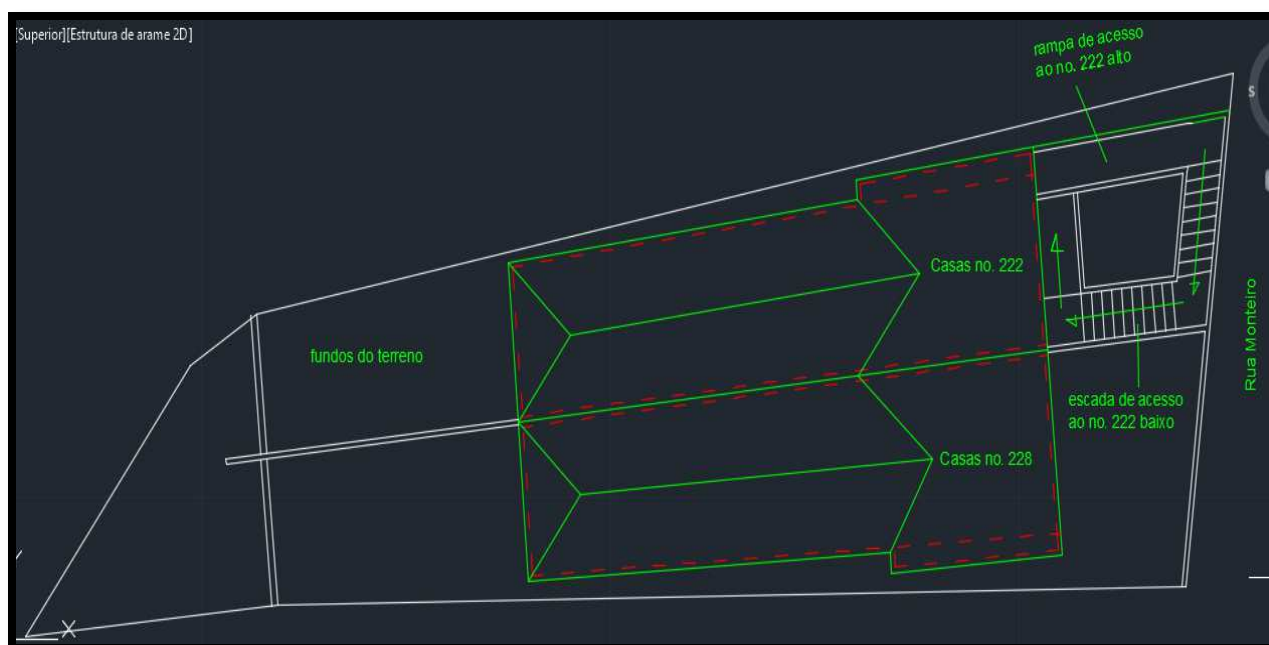 [Superior][Estrutura de arame 2D]
rampa de acesso
ao no. 222 alto
S
Casas no. 222
fundos do terreno
Rua Monteiro
escada de acesso
ao no. 222 baixo
Casas no. 228
X